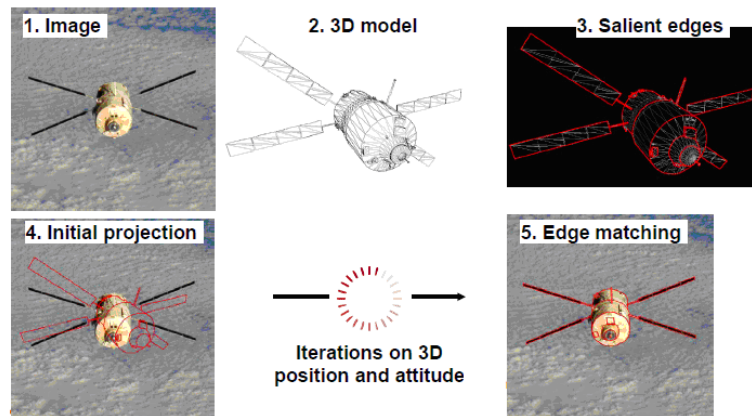 1. Image
2. 3D model
3. Salient edges
4. Initial projection
5. Edge matching
Iterations on 3D
position and attitude